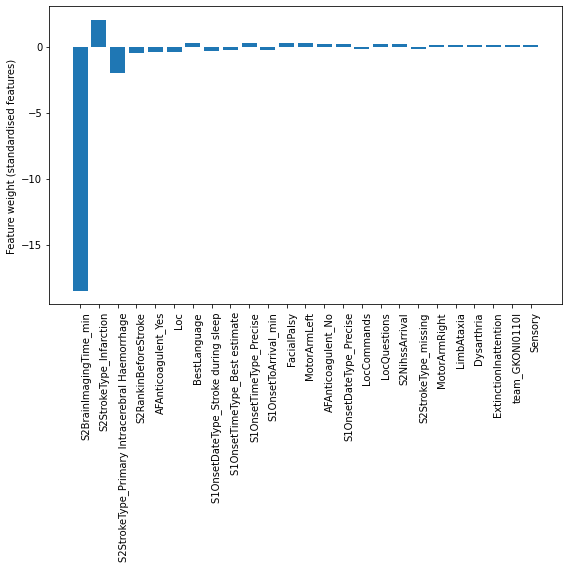 Feature weight (standardised features)
0
−5
−10
−15
S2BrainImagingTime_min
S2StrokeType_Infarction
S2StrokeType_Primary Intracerebral Haemorrhage
S2RankinBeforeStroke
AFAnticoagulent_Yes
Loc
BestLanguage
S1OnsetDateType_Stroke during sleep
S1OnsetTimeType_Best estimate
S1OnsetTimeType_Precise
S1OnsetToArrival_min
FacialPalsy
MotorArmLeft
AFAnticoagulent_No
S1OnsetDateType_Precise
LocCommands
LocQuestions
S2NihssArrival
S2StrokeType_missing
MotorArmRight
LimbAtaxia
Dysarthria
ExtinctionInattention
team_GKONI0110I
Sensory